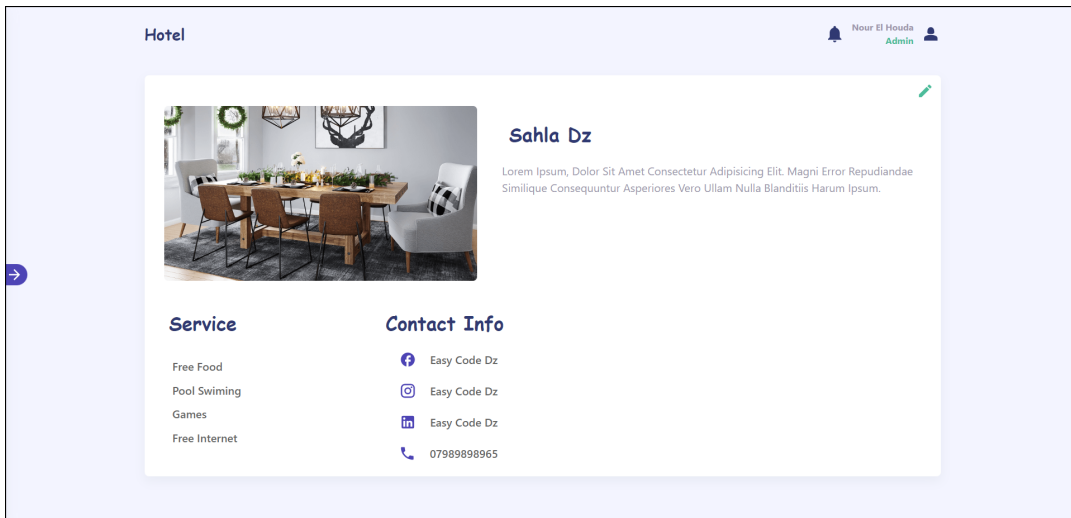 Hotel
Nour El Houda
Admin
Sahla Dz
Lorem Ipsum, Dolor Sit Amet Consectetur Adipisicing Elit. Magni Error Repudiandae
Similique Consequuntur Asperiores Vero Ullam Nulla Blanditiis Harum Ipsum.
Service
Free Food
Pool Swiming
Games
Free Internet
Contact Info
Easy Code Dz
Easy Code Dz
Easy Code Dz
07989898965